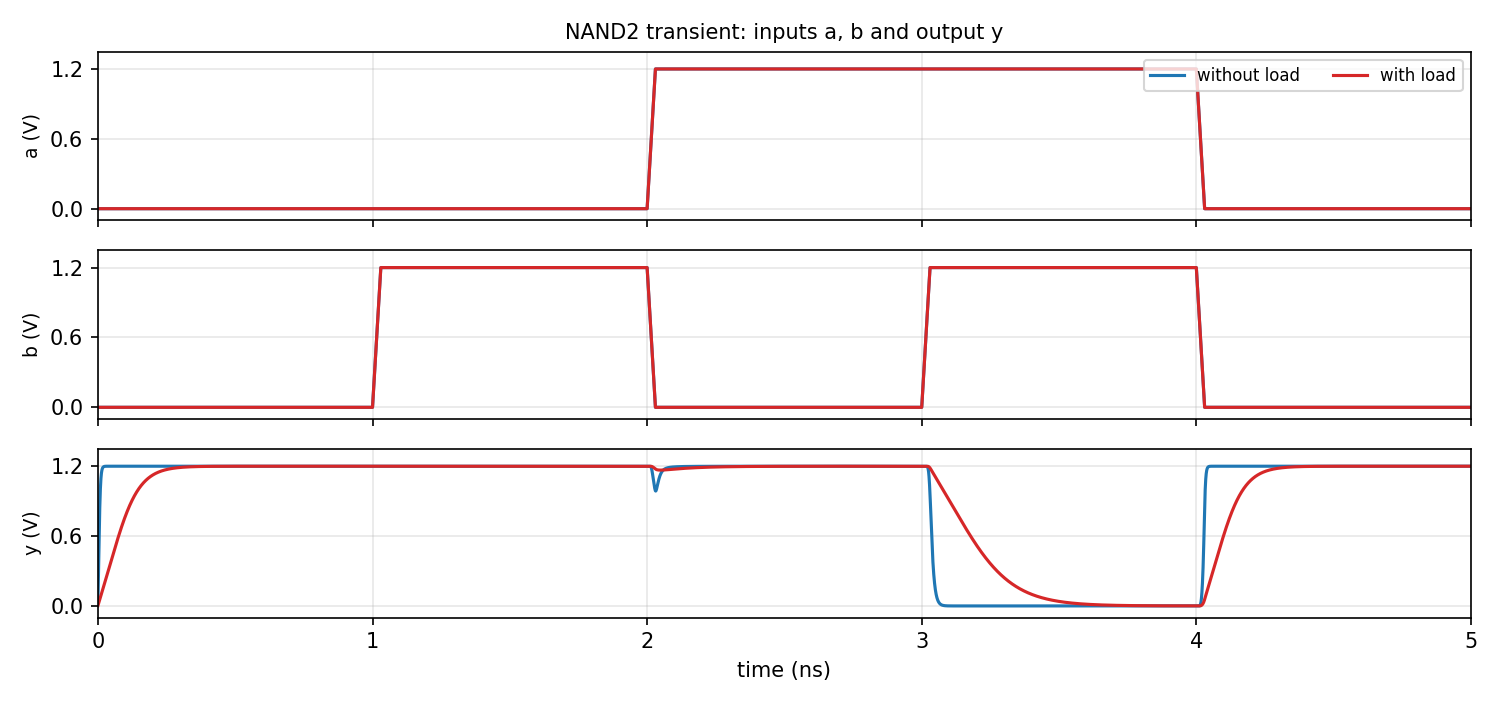 NAND2 transient: inputs a, b and output y
without load with load
a (V)
1.2
0.6
0.0
b (V)
1.2
0.6
0.0
y (V)
1.2
0.6
0.0
0 1 2 3 4 5
time (ns)